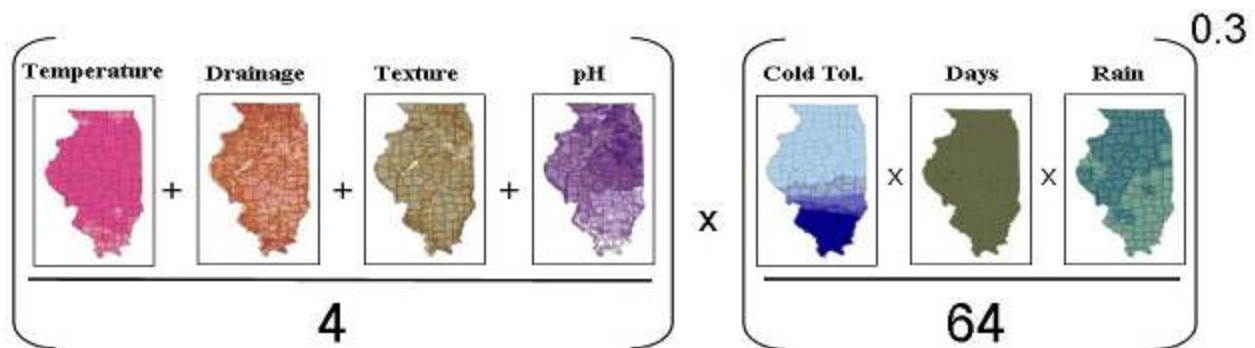 0.3
Temperature Drainage Texture pH Cold Tol. Days Rain
+ + + x x x
4 64